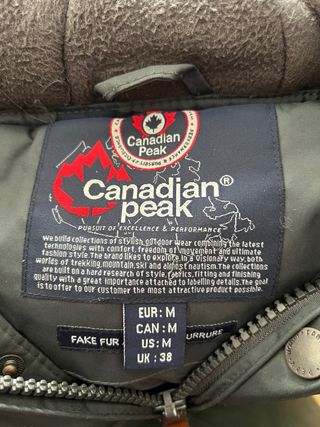 Canadian
Peak
Canadian®
peak
PURSUIT OF EXCELLENCE & PERFORMANCE
We build collections of stylish outdoor wear combining the latest
technologies with comfort, freedom of movement and ultimate
fashion style.The brand likes to explore,in a visionary way, both
worlds of trekking,mountain,ski and almost nautism.The collections
are built on a hard research of style,fabrics,fitting and finishing
quality with a great importance attached to labelling details.The goal
is to offer to our customer the most attractive product possible.
EUR: M
CAN: M
US: M
UK: 38
FAKE FUR